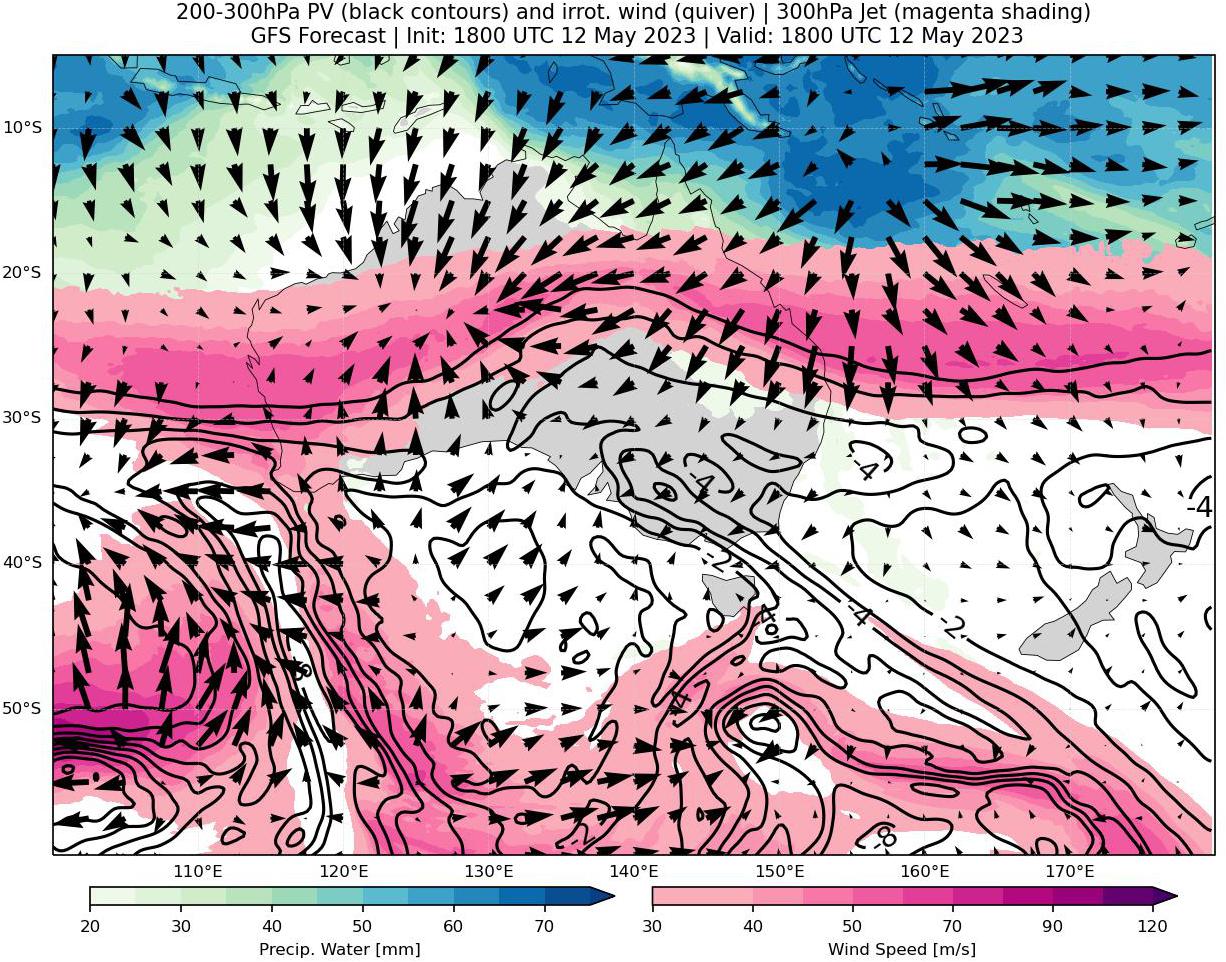 200-300hPa PV (black contours) and irrot. wind (quiver) | 300hPa Jet (magenta shading)
GFS Forecast | Init: 1800 UTC 12 May 2023 | Valid: 1800 UTC 12 May 2023
10°S
20°S
30°S
-4
-4
-4
40°S
-2
-4
-2
50°S
-4
-2
-8
110°E 120°E 130°E 140°E 150°E 160°E 170°E
20 30 40 50 60 70
30 40 50 70 90 120
Precip. Water [mm]
Wind Speed [m/s]